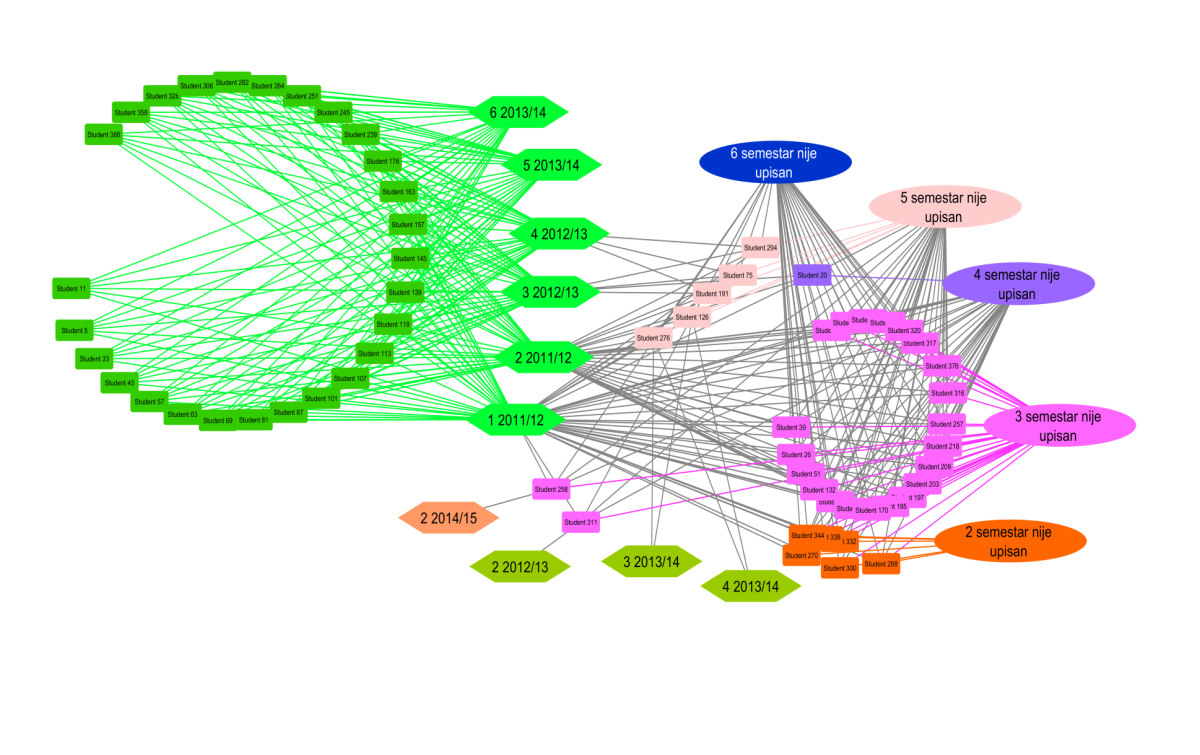 Student 282
Student 306
Student 264
Student 326
Student 251
Student 358
Student 245
6 2013/14
Student 388
Student 239
Student 176
5 2013/14
6 semestar nije
upisan
Student 163
5 semestar nije
upisan
Student 157
4 2012/13
Student 294
Student 145
Student 75
Student 20
4 semestar nije
upisan
Student 11
Student 139
3 2012/13
Student 191
Student 5
Student 119
Student 126
Student 320
Student 276
Student 317
Student 33
Student 113
2 2011/12
Student 376
Student 45
Student 107
Student 316
Student 57
Student 101
Student 63
Student 87
Student 69
Student 81
1 2011/12
Student 39
Student 257
3 semestar nije
upisan
Student 218
Student 26
Student 209
Student 51
Student 203
Student 258
Student 132
197
185
Student 170
2 2014/15
Student 311
Student 344
338
332
2 semestar nije
upisan
Student 270
2 2012/13
3 2013/14
Student 300
Student 288
4 2013/14